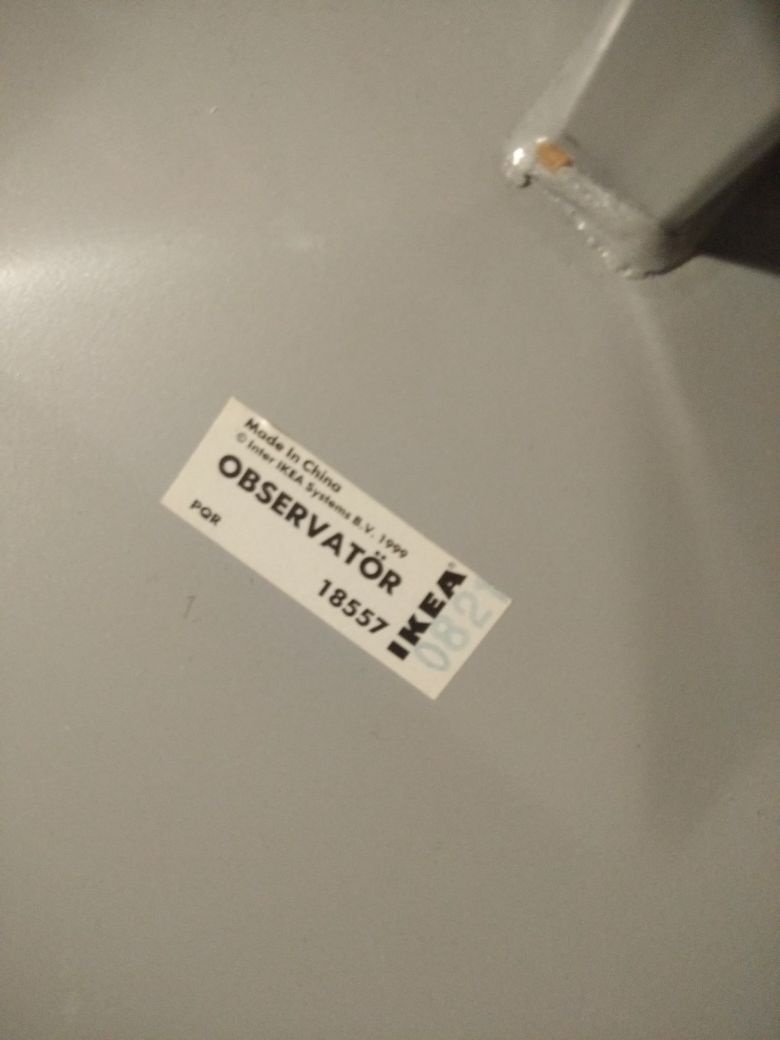 Made in China
© Inter IKEA Systems B.V. 1999
OBSERVATÖR
PQR
18557
IKEA®
082